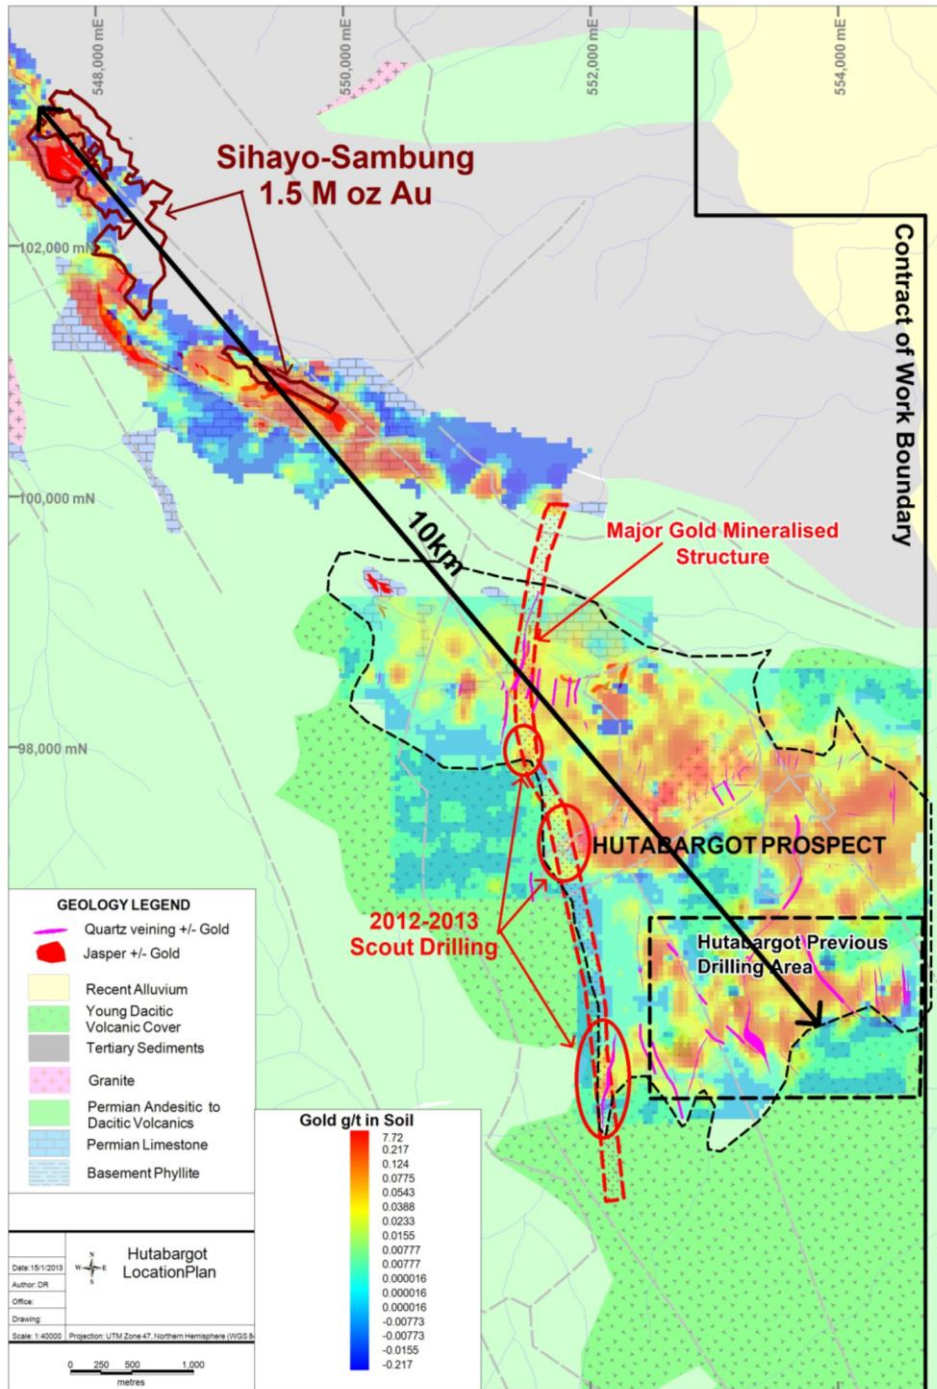 548,000 mE
550,000 mE
552,000 mE
554,000 mE
Sihayo-Sambung
1.5 M oz Au
102,000 mN
Contract of Work Boundary
100,000 mN
10km
Major Gold Mineralised
Structure
98,000 mN
HUTABARGOT PROSPECT
2012-2013
Scout Drilling
Hutabargot Previous
Drilling Area
GEOLOGY LEGEND
Quartz veining +/- Gold
Jasper +/- Gold
Recent Alluvium
Young Dacitic
Volcanic Cover
Tertiary Sediments
Granite
Permian Andesitic to
Dacitic Volcanics
Permian Limestone
Basement Phyllite
Gold g/t in Soil
7.72
0.217
0.124
0.0775
0.0543
0.0388
0.0233
0.0155
0.00777
0.00777
0.000016
0.000016
0.000016
-0.00773
-0.00773
-0.0155
-0.217
Hutabargot
LocationPlan
N
W E
S
Date:15/1/2013
Author: DR
Office:
Drawing:
Scale: 1:40000
Projection: UTM Zone 47, Northern Hemisphere (WGS 8
0 250 500 1,000
metres